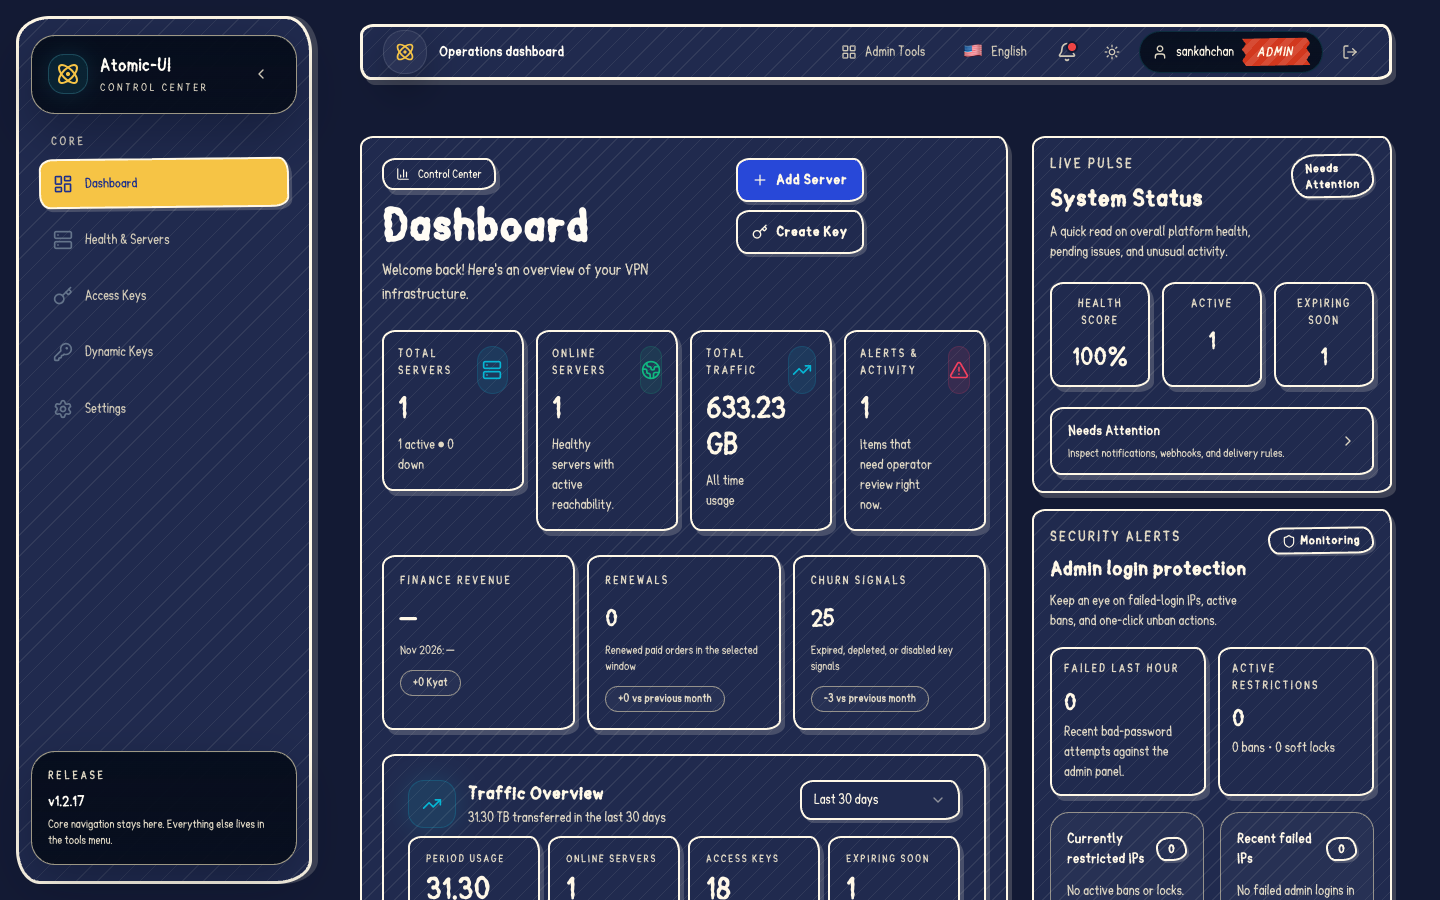 Atomic-UI
CONTROL CENTER
CORE
Dashboard
Health & Servers
Access Keys
Dynamic Keys
Settings
RELEASE
v1.2.17
Core navigation stays here. Everything else lives in
the tools menu.
Operations dashboard
Admin Tools
English
sankahchan
ADMIN
Control Center
Dashboard
Welcome back! Here's an overview of your VPN
infrastructure.
Add Server
Create Key
TOTAL
SERVERS
1
1 active • 0
down
ONLINE
SERVERS
1
Healthy
servers with
active
reachability.
TOTAL
TRAFFIC
633.23
GB
All time
usage
ALERTS &
ACTIVITY
1
Items that
need operator
review right
now.
FINANCE REVENUE
—
Nov 2026: —
+0 Kyat
RENEWALS
0
Renewed paid orders in the selected
window
+0 vs previous month
CHURN SIGNALS
25
Expired, depleted, or disabled key
signals
-3 vs previous month
Traffic Overview
31.30 TB transferred in the last 30 days
Last 30 days
PERIOD USAGE
31.30
ONLINE SERVERS
1
ACCESS KEYS
18
EXPIRING SOON
1
LIVE PULSE
System Status
Needs
Attention
A quick read on overall platform health,
pending issues, and unusual activity.
HEALTH
SCORE
100%
ACTIVE
1
EXPIRING
SOON
1
Needs Attention
Inspect notifications, webhooks, and delivery rules.
SECURITY ALERTS
Monitoring
Admin login protection
Keep an eye on failed-login IPs, active
bans, and one-click unban actions.
FAILED LAST HOUR
0
Recent bad-password
attempts against the
admin panel.
ACTIVE
RESTRICTIONS
0
0 bans • 0 soft locks
Currently
restricted IPs
0
No active bans or locks.
Recent failed
IPs
0
No failed admin logins in